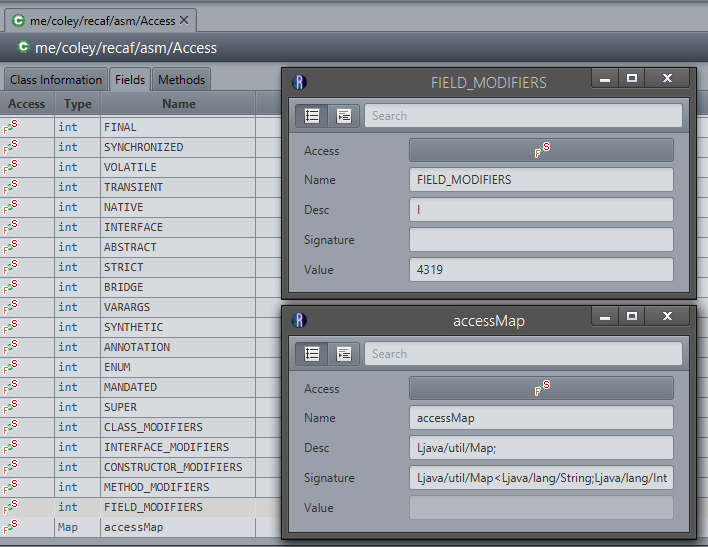 me/coley/recaf/asm/Access
me/coley/recaf/asm/Access
Class Information Fields Methods
Access Type Name
int FINAL
int SYNCHRONIZED
int VOLATILE
int TRANSIENT
int NATIVE
int INTERFACE
int ABSTRACT
int STRICT
int BRIDGE
int VARARGS
int SYNTHETIC
int ANNOTATION
int ENUM
int MANDATED
int SUPER
int CLASS_MODIFIERS
int INTERFACE_MODIFIERS
int CONSTRUCTOR_MODIFIERS
int METHOD_MODIFIERS
int FIELD_MODIFIERS
Map accessMap
FIELD_MODIFIERS
Search
Access
Name FIELD_MODIFIERS
Desc I
Signature
Value 4319
accessMap
Search
Access
Name accessMap
Desc Ljava/util/Map;
Signature Ljava/util/Map<Ljava/lang/String;Ljava/lang/Int
Value